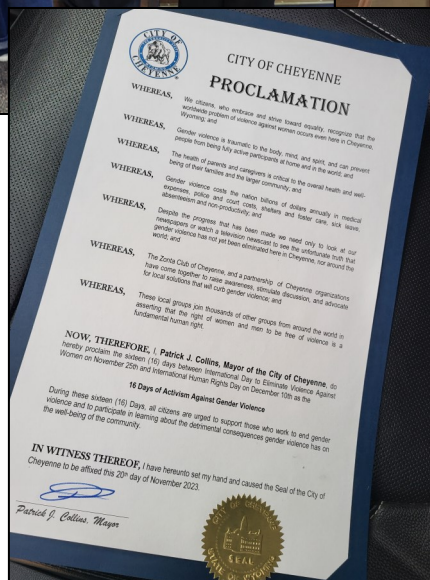 CITY OF
CHEYENNE
CITY OF CHEYENNE
PROCLAMATION
WHEREAS, We citizens, who embrace and strive toward equality, recognize that the
worldwide problem of violence against women occurs even here in Cheyenne,
Wyoming; and
WHEREAS, Gender violence is traumatic to the body, mind, and spirit, and can prevent
people from being fully active participants at home and in the world; and
WHEREAS, The health of parents and caregivers is critical to the overall health and well-
being of their families and the larger community; and
WHEREAS, Gender violence costs the nation billions of dollars annually in medical
expenses, police and court costs, shelters and foster care, sick leave,
absenteeism and non-productivity; and
WHEREAS, Despite the progress that has been made we need only to look at our
newspapers or watch a television newscast to see the unfortunate truth that
gender violence has not yet been eliminated here in Cheyenne, nor around the
world; and
WHEREAS, The Zonta Club of Cheyenne, and a partnership of Cheyenne organizations
have come together to raise awareness, stimulate discussion, and advocate
for local solutions that will curb gender violence; and
WHEREAS, These local groups join thousands of other groups from around the world in
asserting that the right of women and men to be free of violence is a
fundamental human right.
NOW, THEREFORE, I, Patrick J. Collins, Mayor of the City of Cheyenne, do
hereby proclaim the sixteen (16) days between International Day to Eliminate Violence Against
Women on November 25th and International Human Rights Day on December 10th as the
16 Days of Activism Against Gender Violence
During these sixteen (16) Days, all citizens are urged to support those who work to end gender
violence and to participate in learning about the detrimental consequences gender violence has on
the well-being of the community.
IN WITNESS THEREOF, I have hereunto set my hand and caused the Seal of the City of
Cheyenne to be affixed this 20th day of November 2023.
Patrick J. Collins, Mayor
CITY OF CHEYENNE
SEAL
STATE OF WYOMING